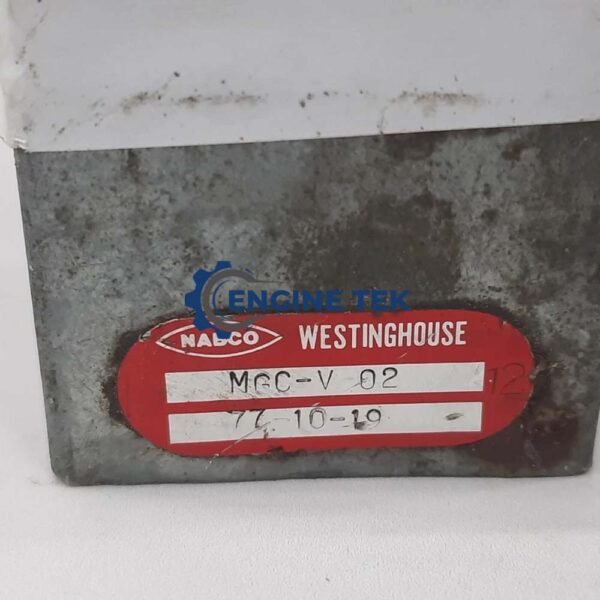 ENGINE TEK
NABCO WESTINGHOUSE
MGC-V 02
12
77-10-19